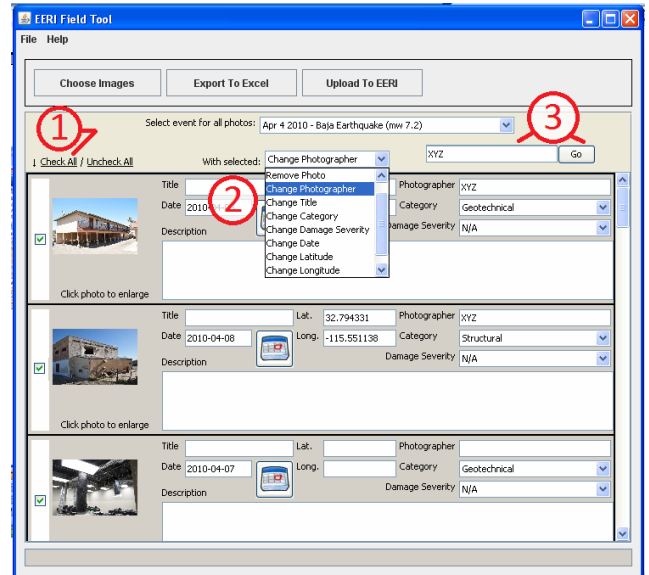 EERI Field Tool
File Help
Choose Images Export To Excel Upload To EERI
1 3
Select event for all photos: Apr 4 2010 - Baja Earthquake (mw 7.2)
↓ Check All / Uncheck All With selected: Change Photographer XYZ Go
2
Remove Photo
Change Photographer
Change Title
Change Category
Change Damage Severity
Change Date
Change Latitude
Change Longitude
Title Photographer XYZ
Date 2010-04- Category Geotechnical
Description Damage Severity N/A
Click photo to enlarge
Title Lat. 32.794331 Photographer XYZ
Date 2010-04-08 Long. -115.551138 Category Structural
Description Damage Severity N/A
Click photo to enlarge
Title Lat. Photographer
Date 2010-04-07 Long. Category Geotechnical
Description Damage Severity N/A